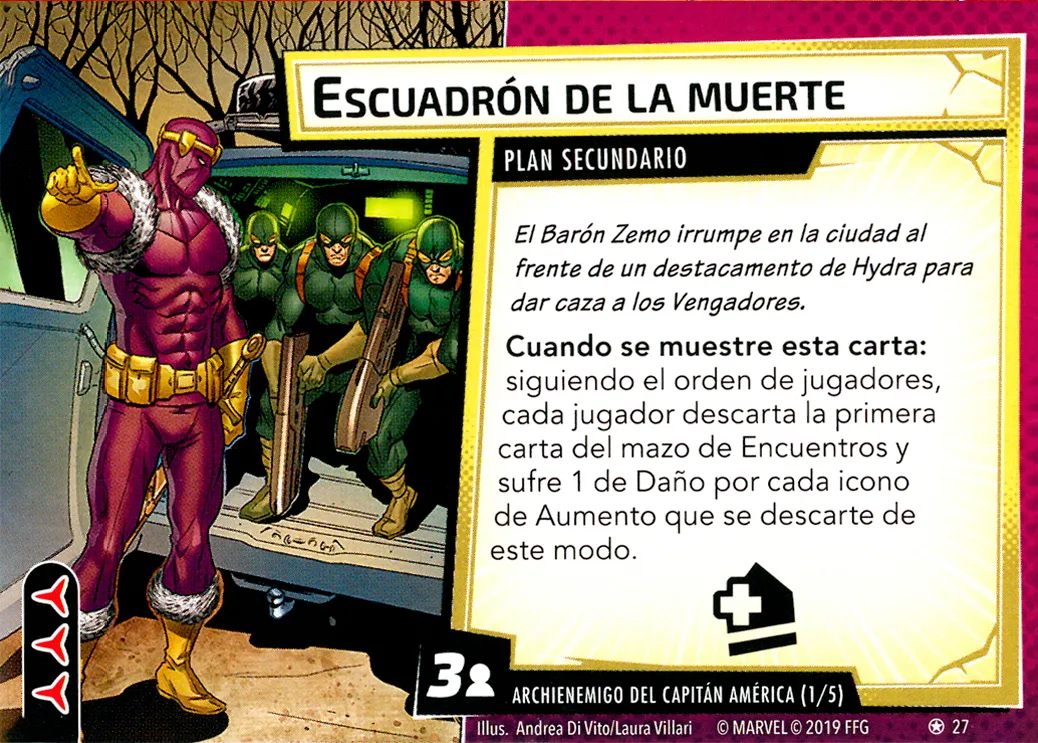 ESCUADRÓN DE LA MUERTE
PLAN SECUNDARIO
El Barón Zemo irrumpe en la ciudad al
frente de un destacamento de Hydra para
dar caza a los Vengadores.
Cuando se muestre esta carta:
siguiendo el orden de jugadores,
cada jugador descarta la primera
carta del mazo de Encuentros y
sufre 1 de Daño por cada icono
de Aumento que se descarte de
este modo.
3
ARCHIENEMIGO DEL CAPITÁN AMÉRICA (1/5)
Illus. Andrea Di Vito/Laura Villari © MARVEL © 2019 FFG 27